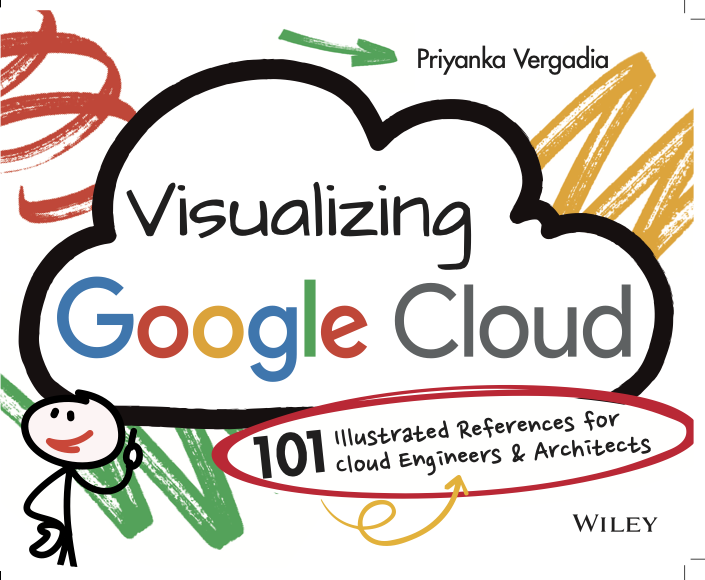 Priyanka Vergadia
Visualizing
Google Cloud
101 Illustrated References for
cloud Engineers & Architects
WILEY